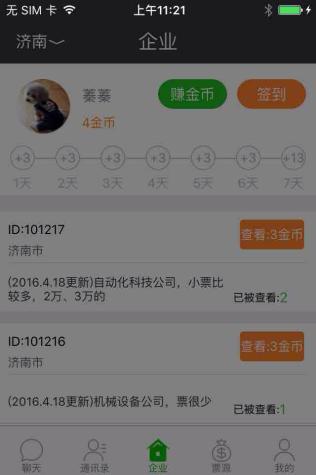 无 SIM 卡 上午11:21
济南 企业
蓁蓁 赚金币 签到
4金币
+3 +3 +3 +3 +3 +3 +13
1天 2天 3天 4天 5天 6天 7天
ID:101217
查看:3金币
济南市
(2016.4.18更新)自动化科技公司，小票比
较多，2万、3万的
已被查看:2
ID:101216
查看:3金币
济南市
(2016.4.18更新)机械设备公司，票很少
已被查看:1
聊天 通讯录 企业 票源 我的